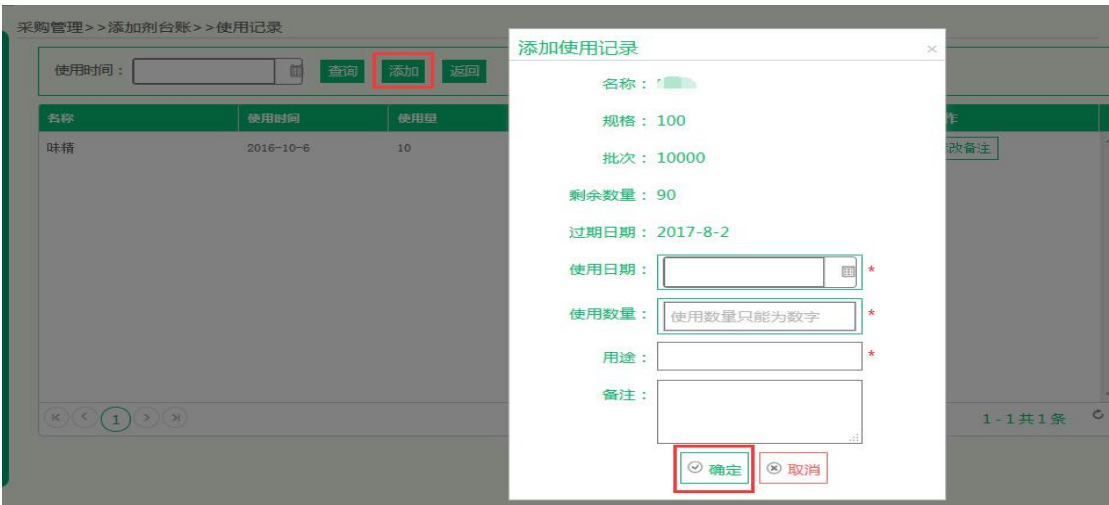 采购管理>>添加剂台账>>使用记录
使用时间： 查询 添加 返回
名称 使用时间 使用量 作
味精 2016-10-6 10 改备注
1 1-1共1条
添加使用记录 ×
名称：
规格：100
批次：10000
剩余数量：90
过期日期：2017-8-2
使用日期： *
使用数量： 使用数量只能为数字 *
用途： *
备注：
确定 取消